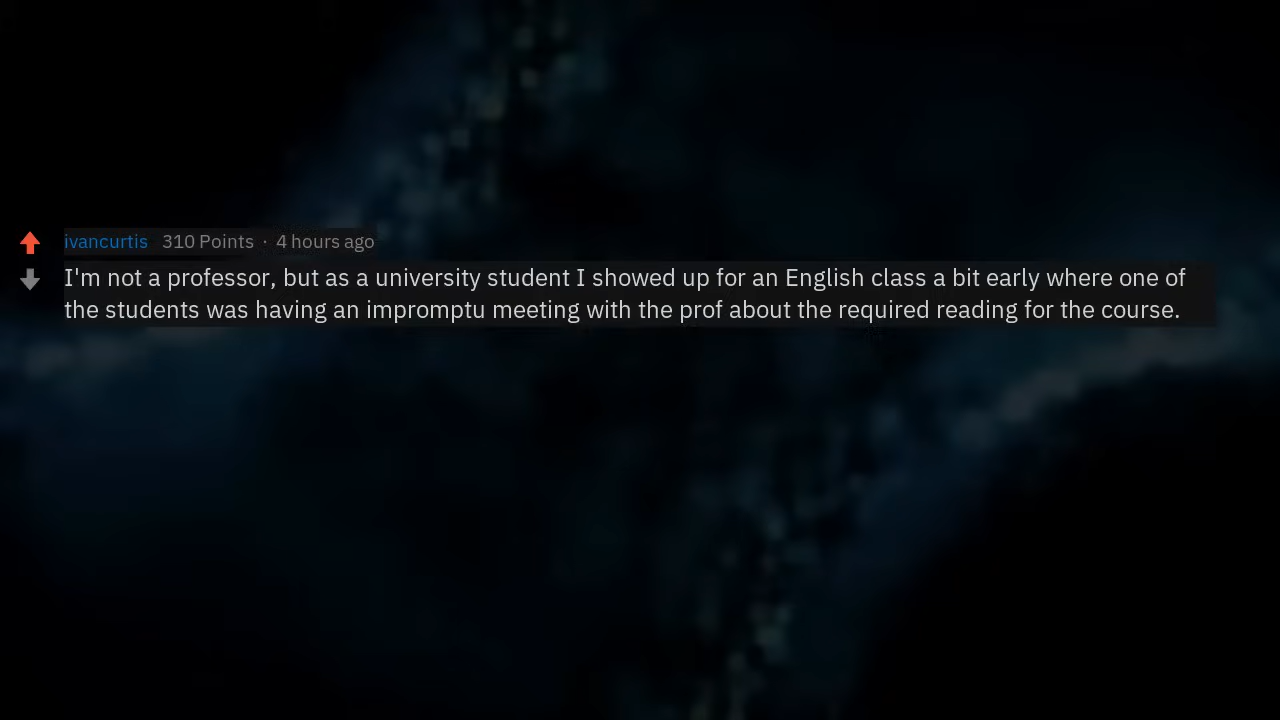 ivancurtis 310 Points · 4 hours ago
I'm not a professor, but as a university student I showed up for an English class a bit early where one of
the students was having an impromptu meeting with the prof about the required reading for the course.